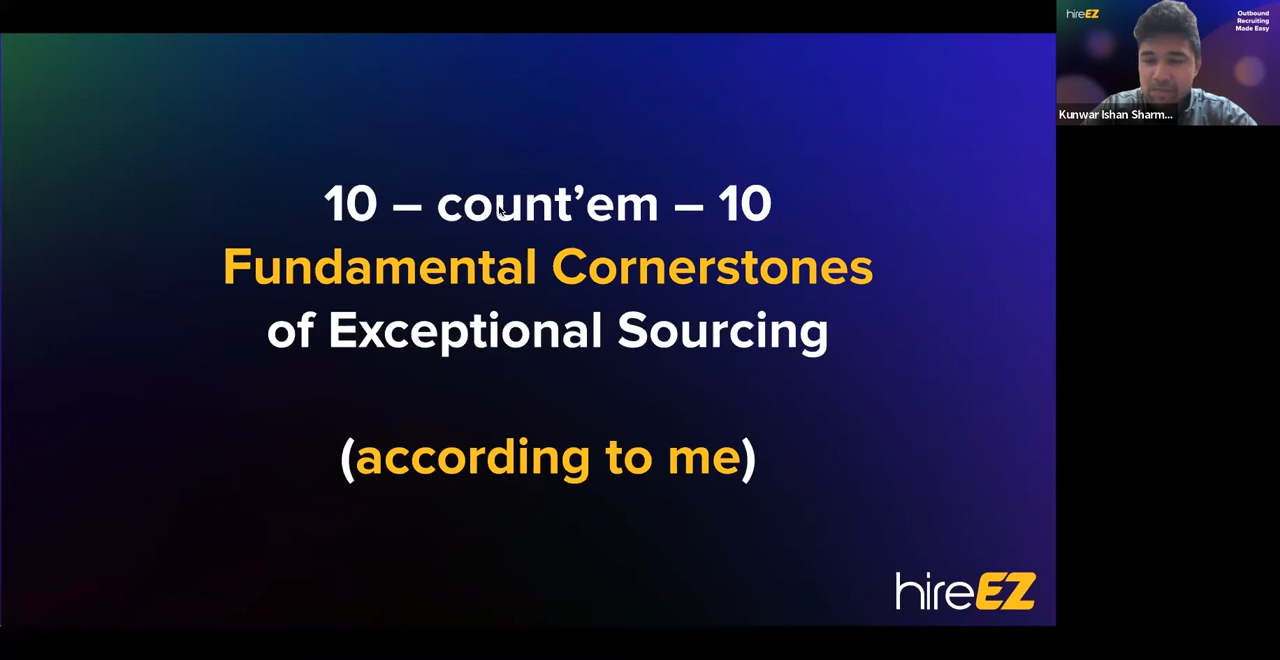 10 – count’em – 10
Fundamental Cornerstones
of Exceptional Sourcing
(according to me)
hireEZ
hireEZ
Outbound
Recruiting
Made Easy
Kunwar Ishan Sharm...